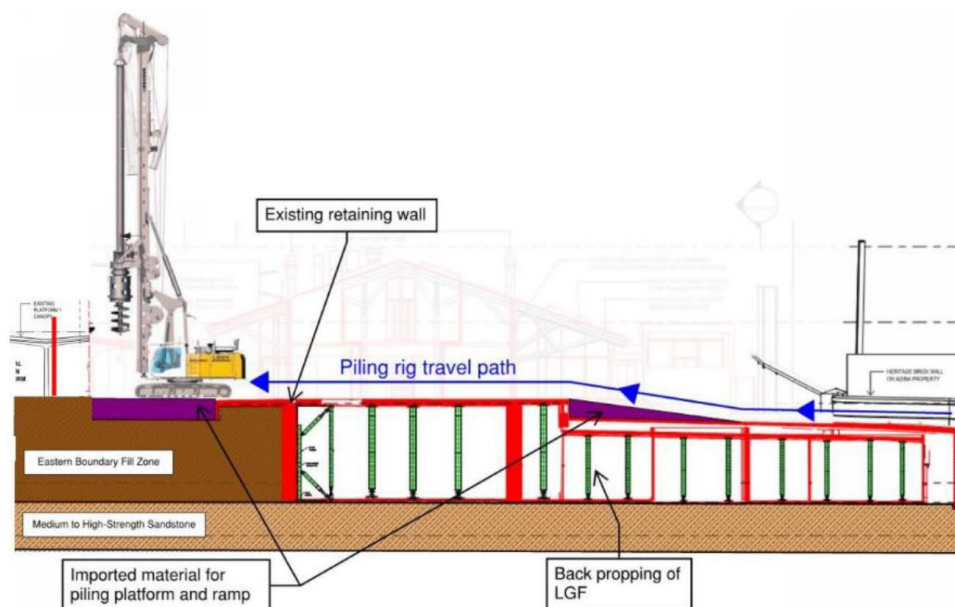 Existing retaining wall
EXISTING
PLATFORM 1
CANOPY
Piling rig travel path
HERITAGE BRICK WALL
ON ADINA PROPERTY
Eastern Boundary Fill Zone
Medium to High-Strength Sandstone
Imported material for
piling platform and ramp
Back propping of
LGF